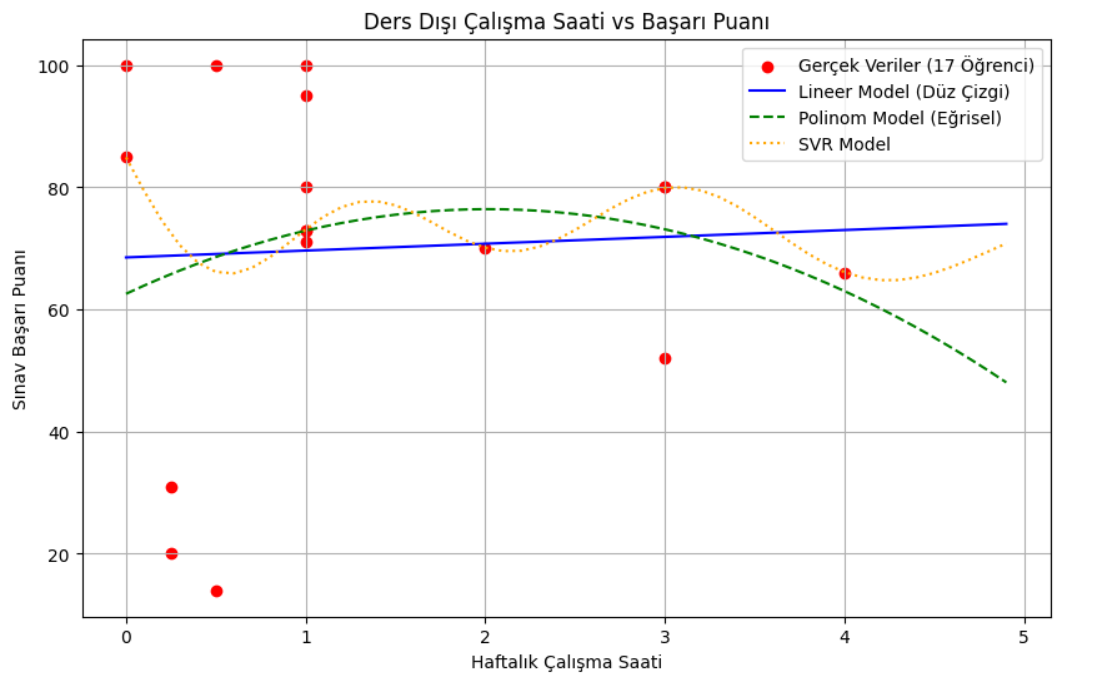 Ders Dışı Çalışma Saati vs Başarı Puanı
Gerçek Veriler (17 Öğrenci)
Lineer Model (Düz Çizgi)
Polinom Model (Eğrisel)
SVR Model
Sınav Başarı Puanı
100
80
60
40
20
0 1 2 3 4 5
Haftalık Çalışma Saati